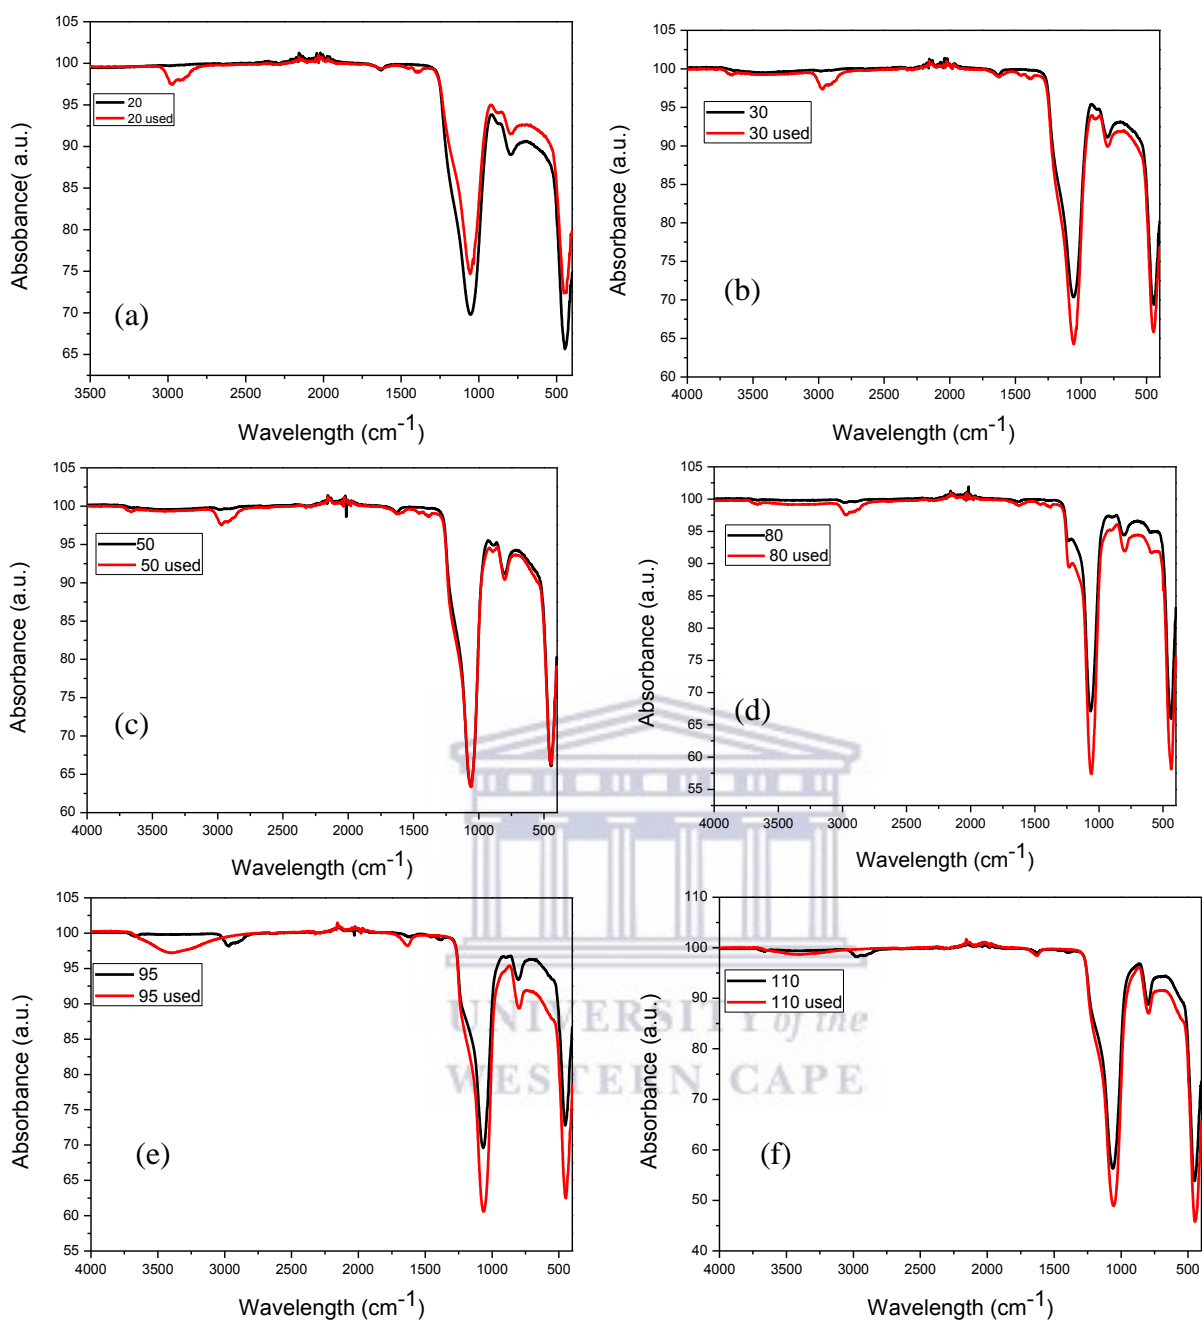 105
100
95
90
85
80
75
70
65
Absobance( a.u.)
20
20 used
(a)
3500 3000 2500 2000 1500 1000 500
Wavelength (cm-1)
105
100
95
90
85
80
75
70
65
60
Absorbance (a.u.)
30
30 used
(b)
4000 3500 3000 2500 2000 1500 1000 500
Wavelength (cm-1)
105
100
95
90
85
80
75
70
65
60
Absorbance (a.u.)
50
50 used
(c)
4000 3500 3000 2500 2000 1500 1000 500
Wavelength (cm-1)
105
100
95
90
85
80
75
70
65
60
55
Absorbance (a.u.)
80
80 used
(d)
4000 3500 3000 2500 2000 1500 1000 500
Wavelength (cm-1)
105
100
95
90
85
80
75
70
65
60
55
Absorbance (a.u.)
95
95 used
(e)
4000 3500 3000 2500 2000 1500 1000 500
Wavelength (cm-1)
110
100
90
80
70
60
50
40
Absorbance (a.u.)
110
110 used
(f)
4000 3500 3000 2500 2000 1500 1000 500
Wavelength (cm-1)
UNIVERSITY of the
WESTERN CAPE